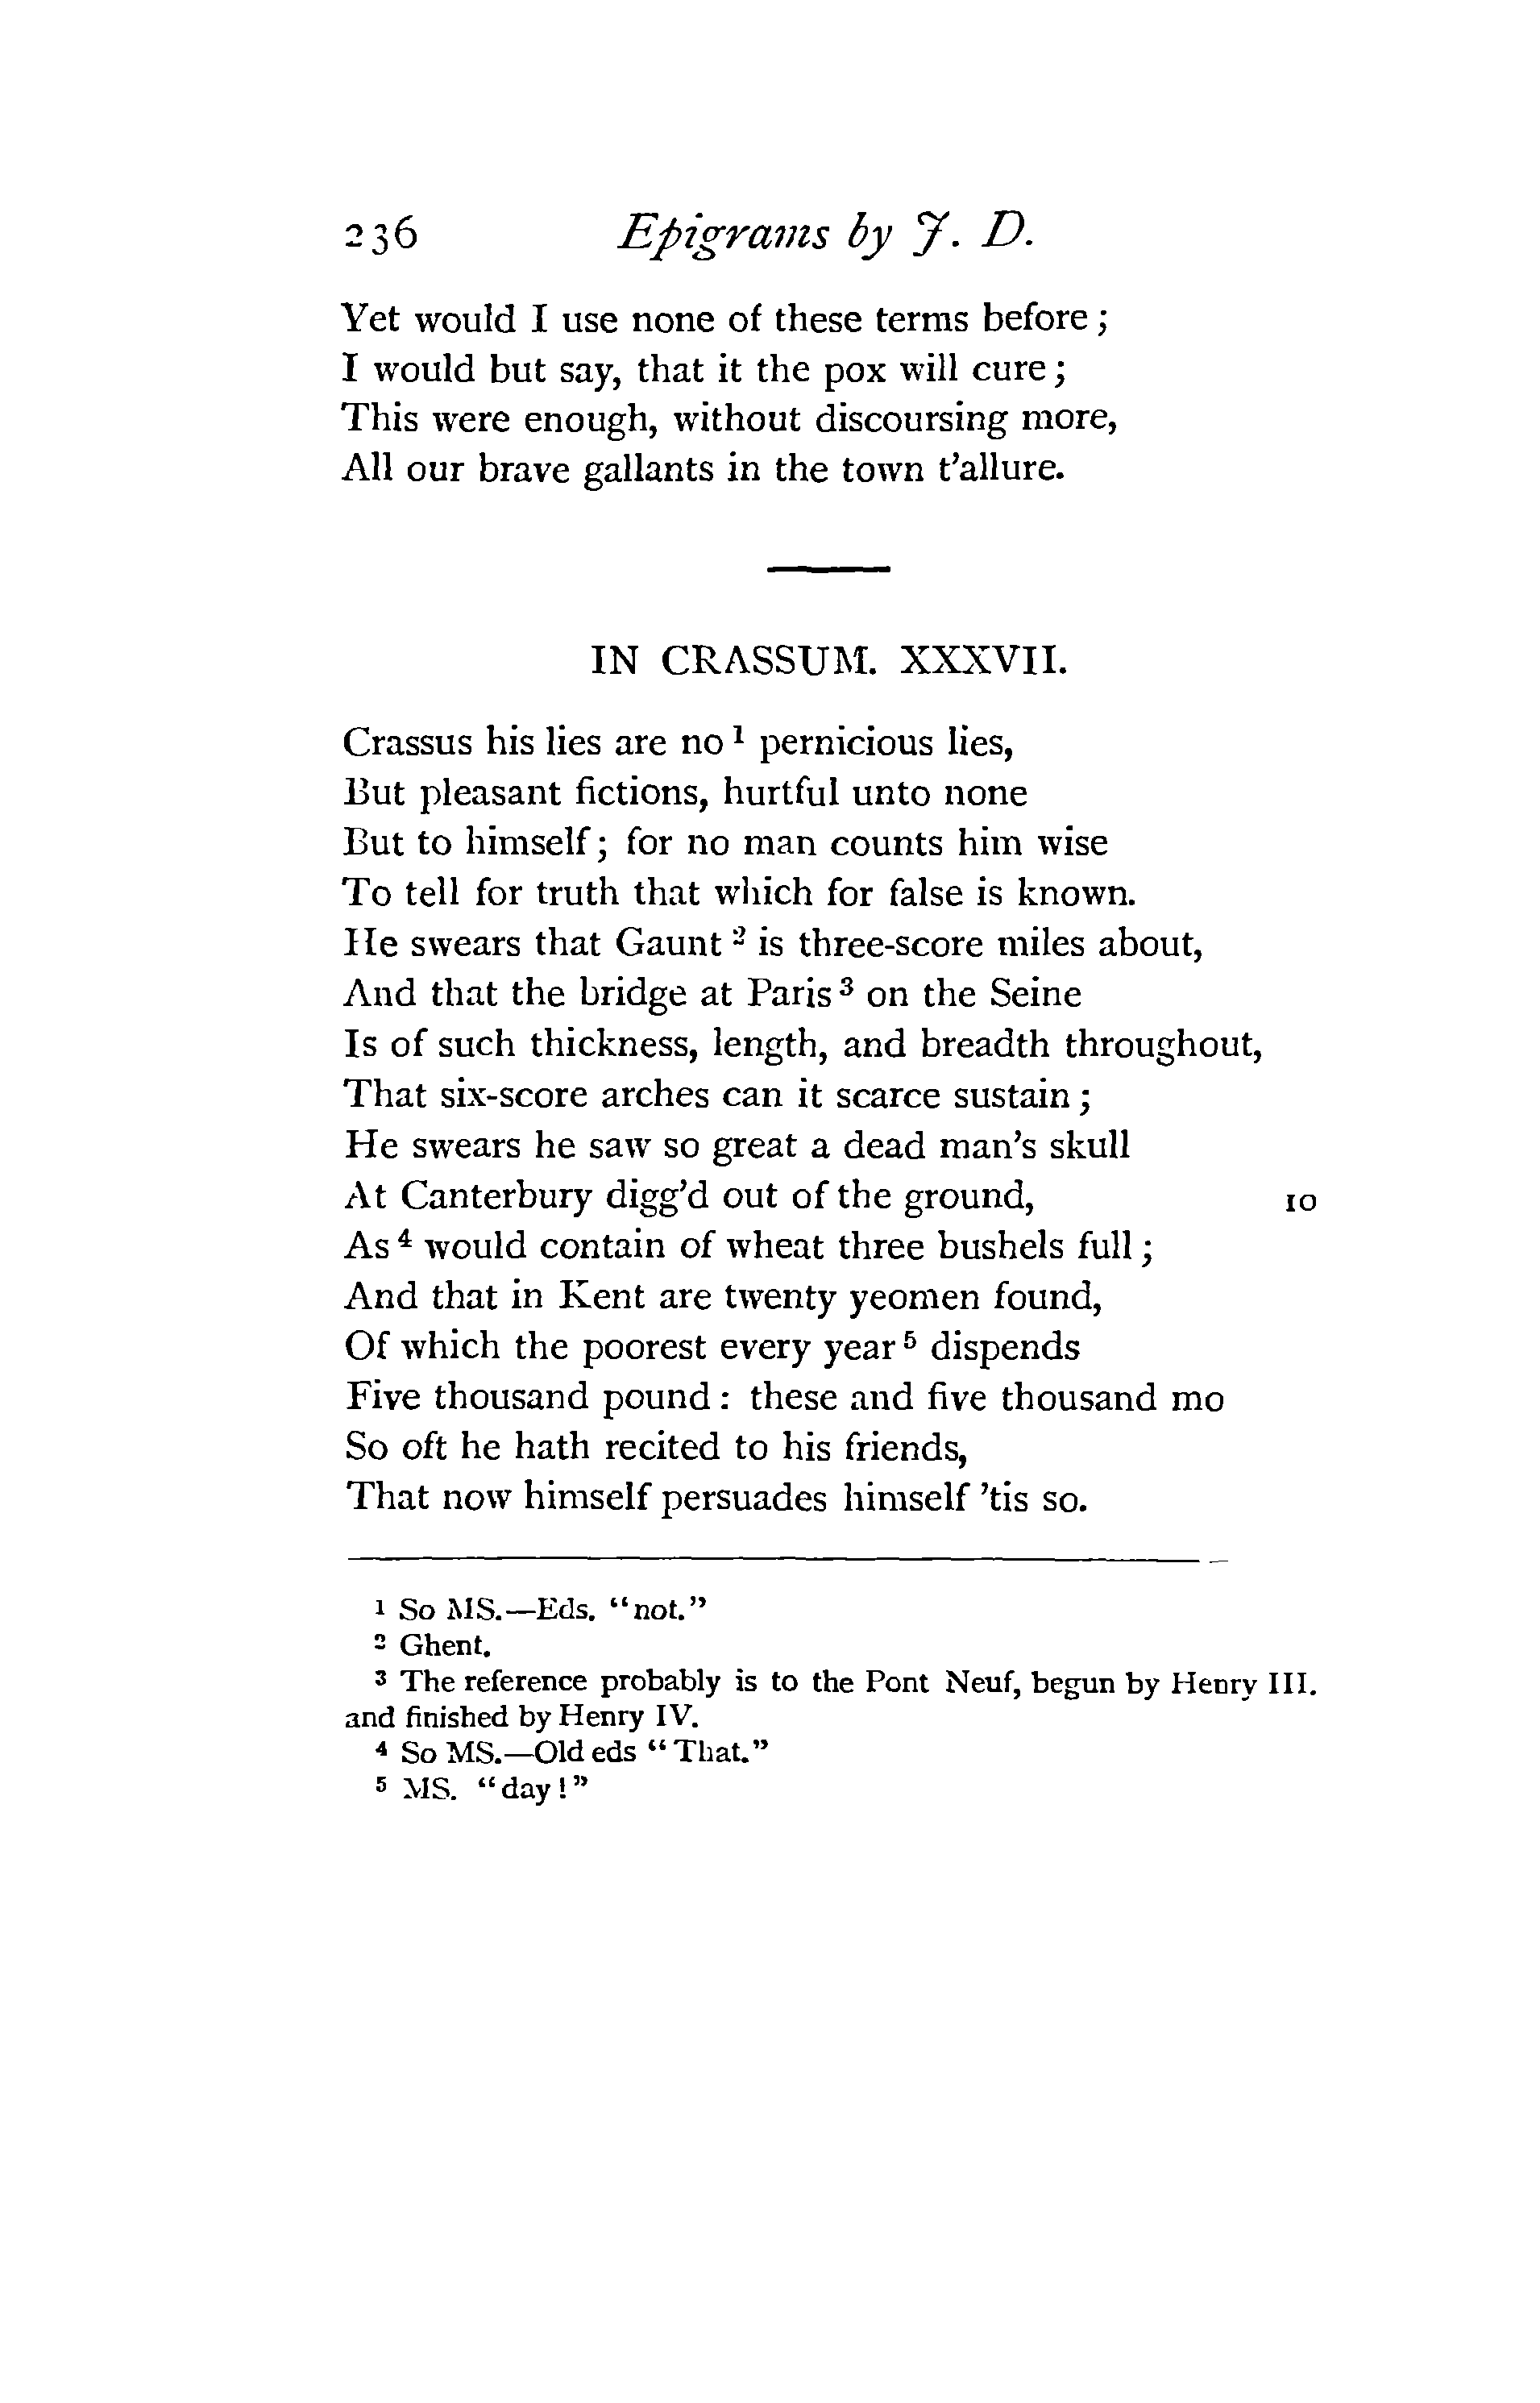 236 Epigrams by J. D.
Yet would I use none of these terms before;
I would but say, that it the pox will cure;
This were enough, without discoursing more,
All our brave gallants in the town t'allure.
IN CRASSUM. XXXVII.
Crassus his lies are no¹ pernicious lies,
But pleasant fictions, hurtful unto none
But to himself; for no man counts him wise
To tell for truth that which for false is known.
He swears that Gaunt² is three-score miles about,
And that the bridge at Paris³ on the Seine
Is of such thickness, length, and breadth throughout,
That six-score arches can it scarce sustain;
He swears he saw so great a dead man's skull
At Canterbury digg'd out of the ground, 10
As⁴ would contain of wheat three bushels full;
And that in Kent are twenty yeomen found,
Of which the poorest every year⁵ dispends
Five thousand pound: these and five thousand mo
So oft he hath recited to his friends,
That now himself persuades himself 'tis so.
¹ So MS.—Eds. "not."
² Ghent.
³ The reference probably is to the Pont Neuf, begun by Henry III.
and finished by Henry IV.
⁴ So MS.—Old eds "That."
⁵ MS. "day!"